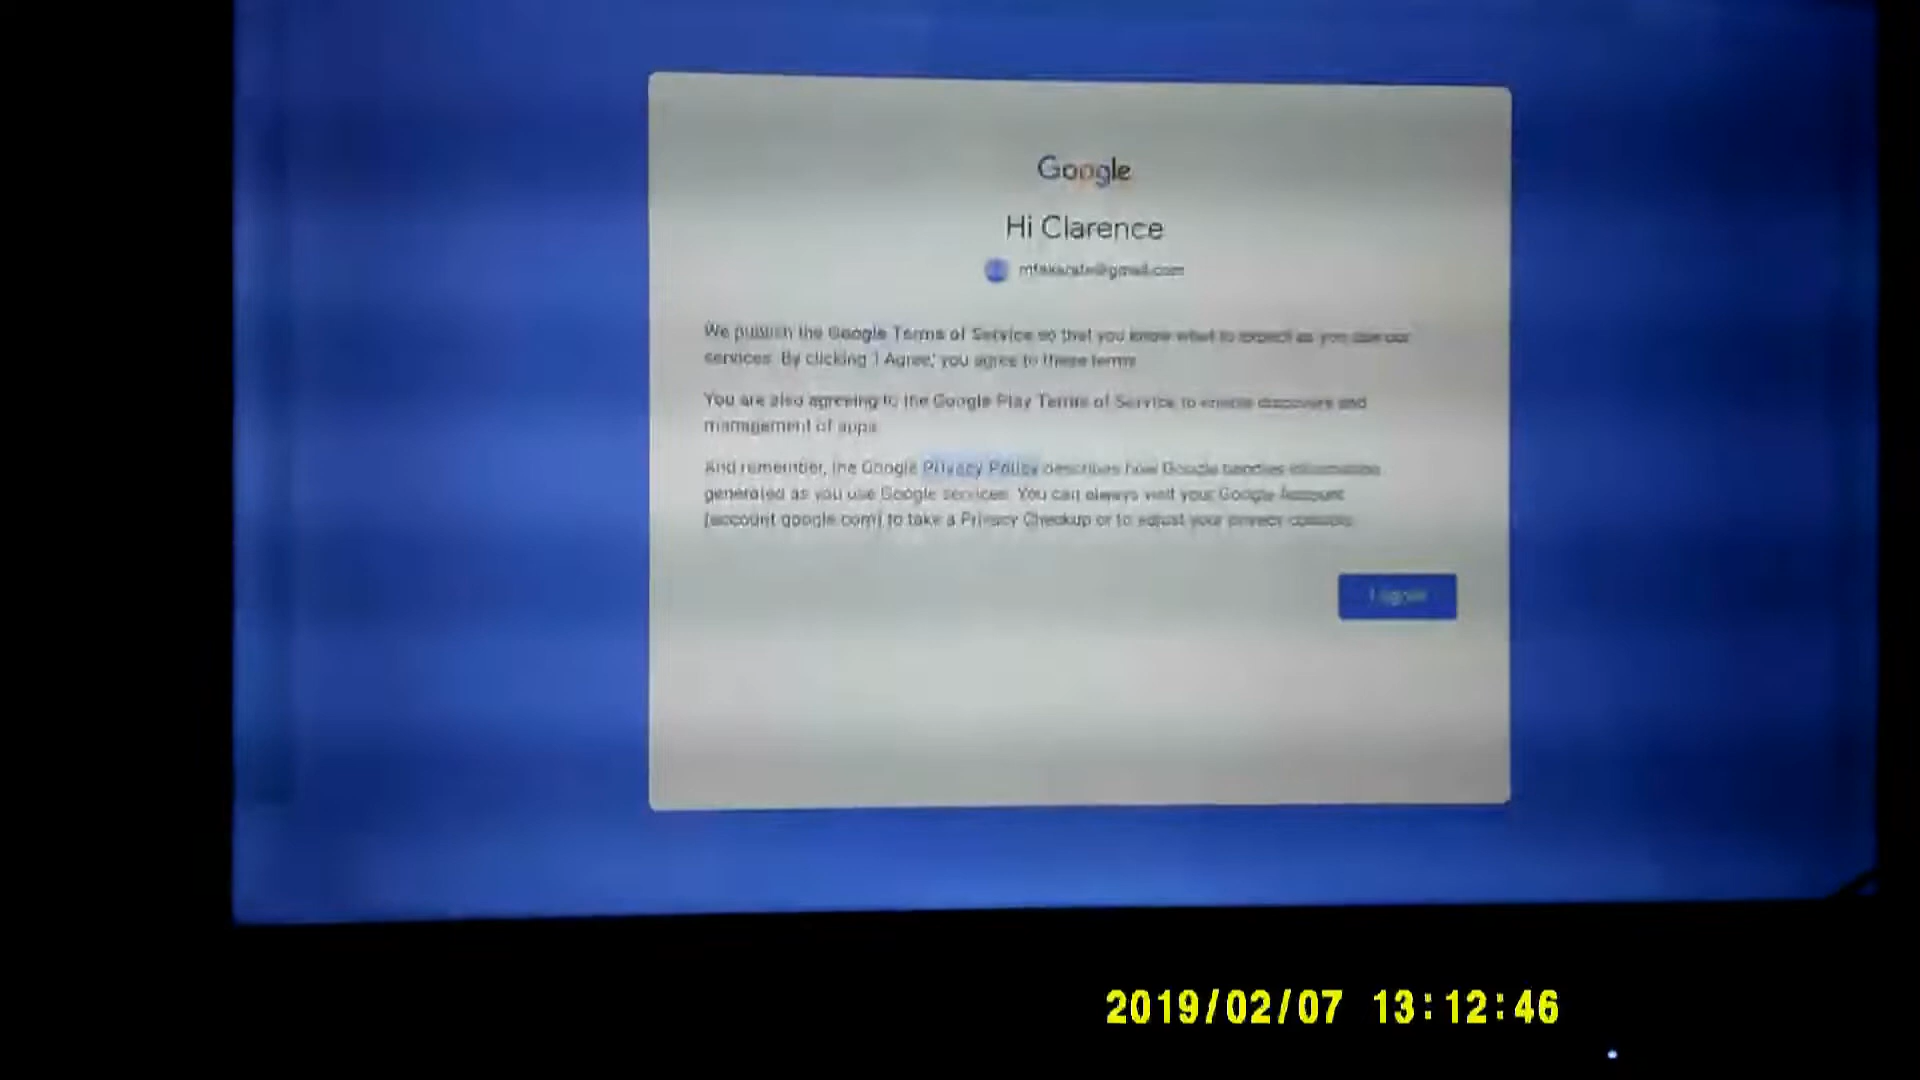 Google
Hi Clarence
We publish the Google Terms of Service so that you know what to expect as you use our
services. By clicking 'I Agree,' you agree to these terms.
You are also agreeing to the Google Play Terms of Service to enable discovery and
management of apps.
And remember, the Google Privacy Policy describes how Google handles information
generated as you use Google services. You can always visit your Google Account
(account.google.com) to take a Privacy Checkup or to adjust your privacy controls.
I agree
2019/02/07 13:12:46